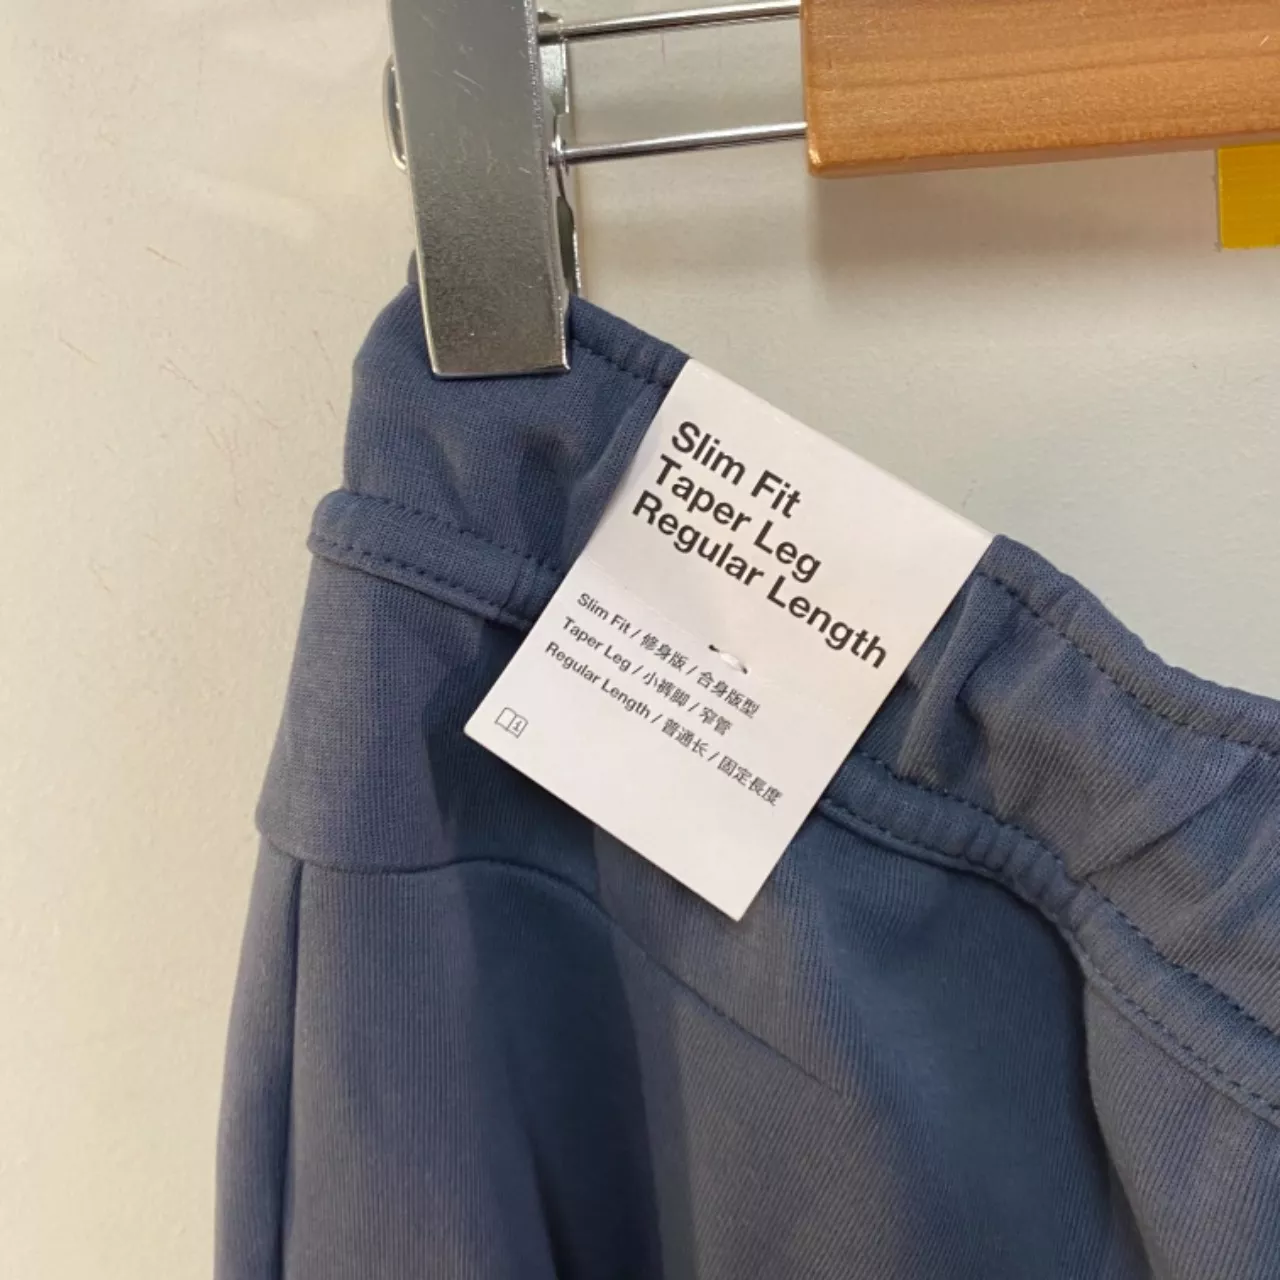 Slim Fit
Taper Leg
Regular Length
Slim Fit / 修身版 / 合身版型
Taper Leg / 小裤脚 / 窄管
Regular Length / 普通长 / 固定長度
i